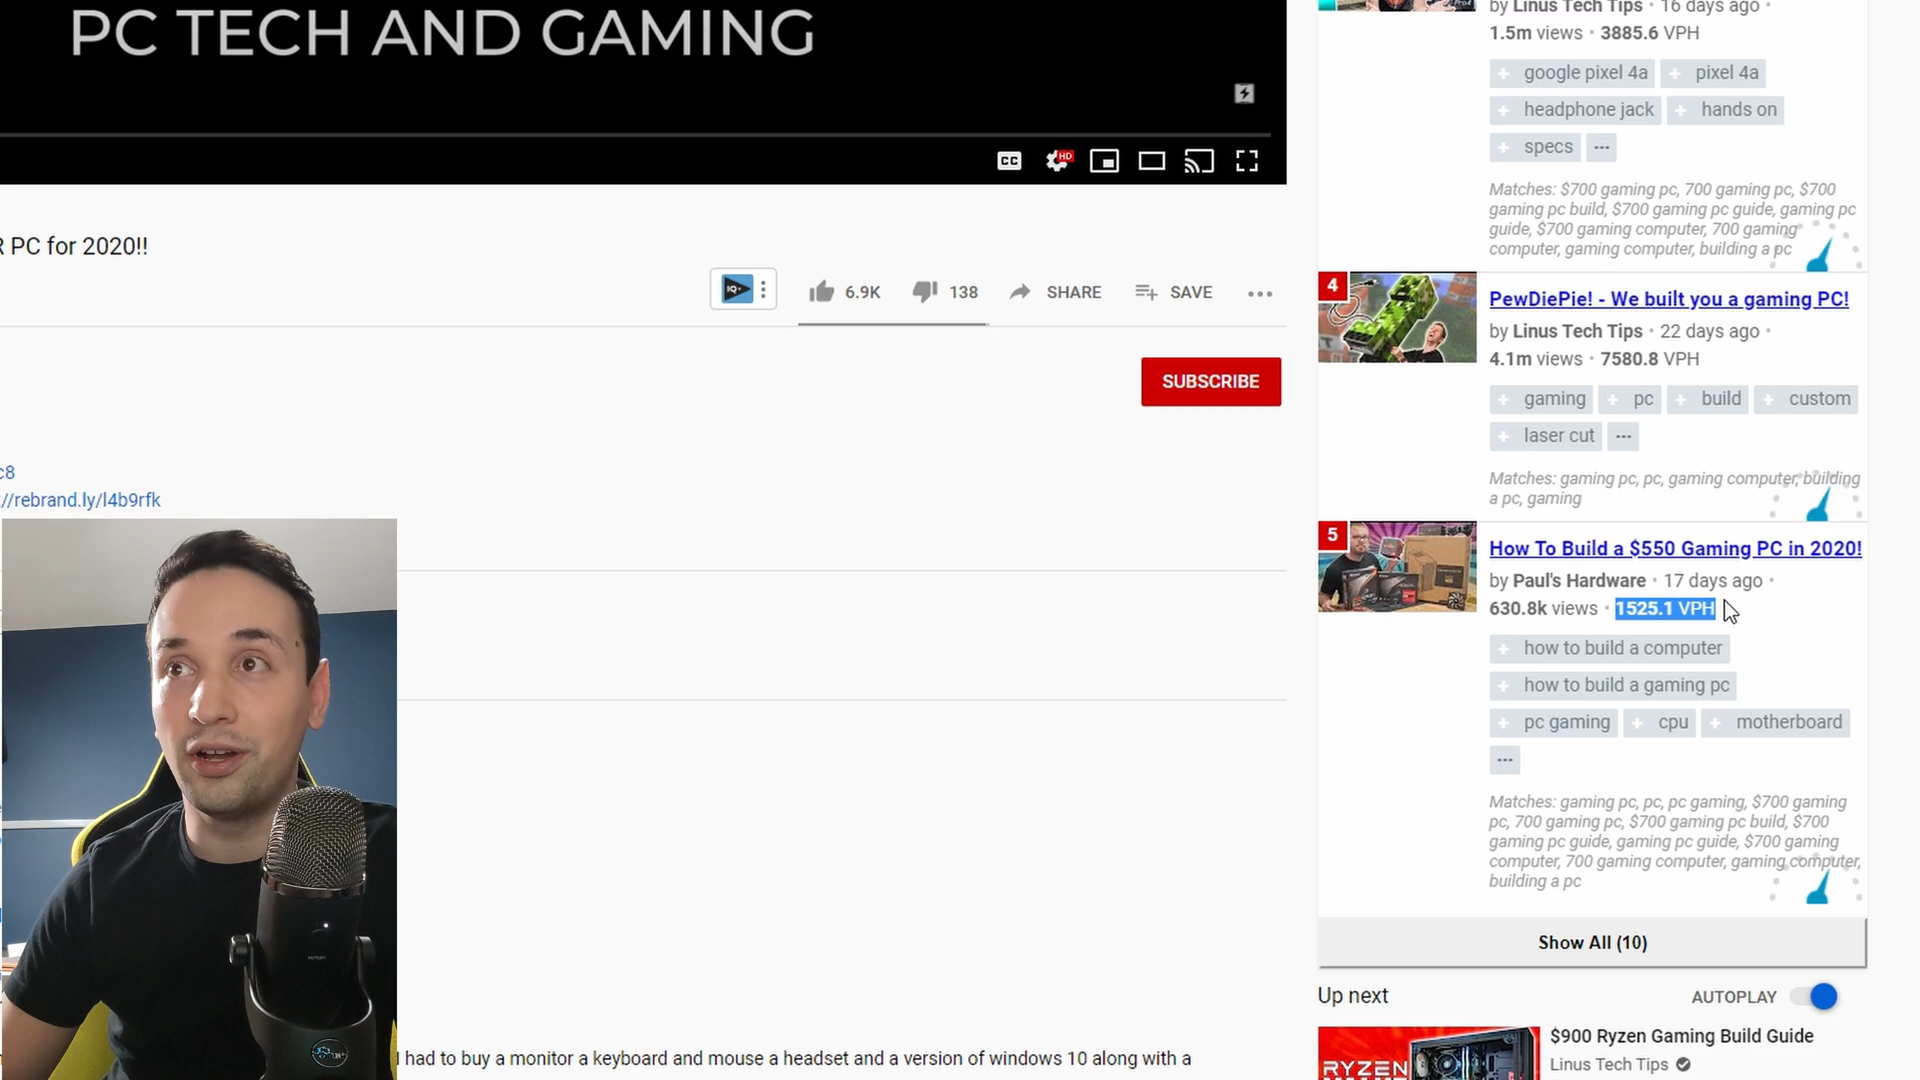 PC TECH AND GAMING
CC
HD
PC for 2020!!
IQ+
6.9K
138
SHARE
SAVE
SUBSCRIBE
c8
://rebrand.ly/l4b9rfk
had to buy a monitor a keyboard and mouse a headset and a version of windows 10 along with a
by Linus Tech Tips • 16 days ago •
1.5m views • 3885.6 VPH
+ google pixel 4a + pixel 4a
+ headphone jack + hands on
+ specs ...
Matches: $700 gaming pc, 700 gaming pc, $700
gaming pc build, $700 gaming pc guide, gaming pc
guide, $700 gaming computer, 700 gaming
computer, gaming computer, building a pc
4
PewDiePie! - We built you a gaming PC!
by Linus Tech Tips • 22 days ago •
4.1m views • 7580.8 VPH
+ gaming + pc + build + custom
+ laser cut ...
Matches: gaming pc, pc, gaming computer, building
a pc, gaming
5
How To Build a $550 Gaming PC in 2020!
by Paul's Hardware • 17 days ago •
630.8k views • 1525.1 VPH
+ how to build a computer
+ how to build a gaming pc
+ pc gaming + cpu + motherboard
...
Matches: gaming pc, pc, pc gaming, $700 gaming
pc, 700 gaming pc, $700 gaming pc build, $700
gaming pc guide, gaming pc guide, $700 gaming
computer, 700 gaming computer, gaming computer,
building a pc
Show All (10)
Up next
AUTOPLAY
RYZEN
$900 Ryzen Gaming Build Guide
Linus Tech Tips